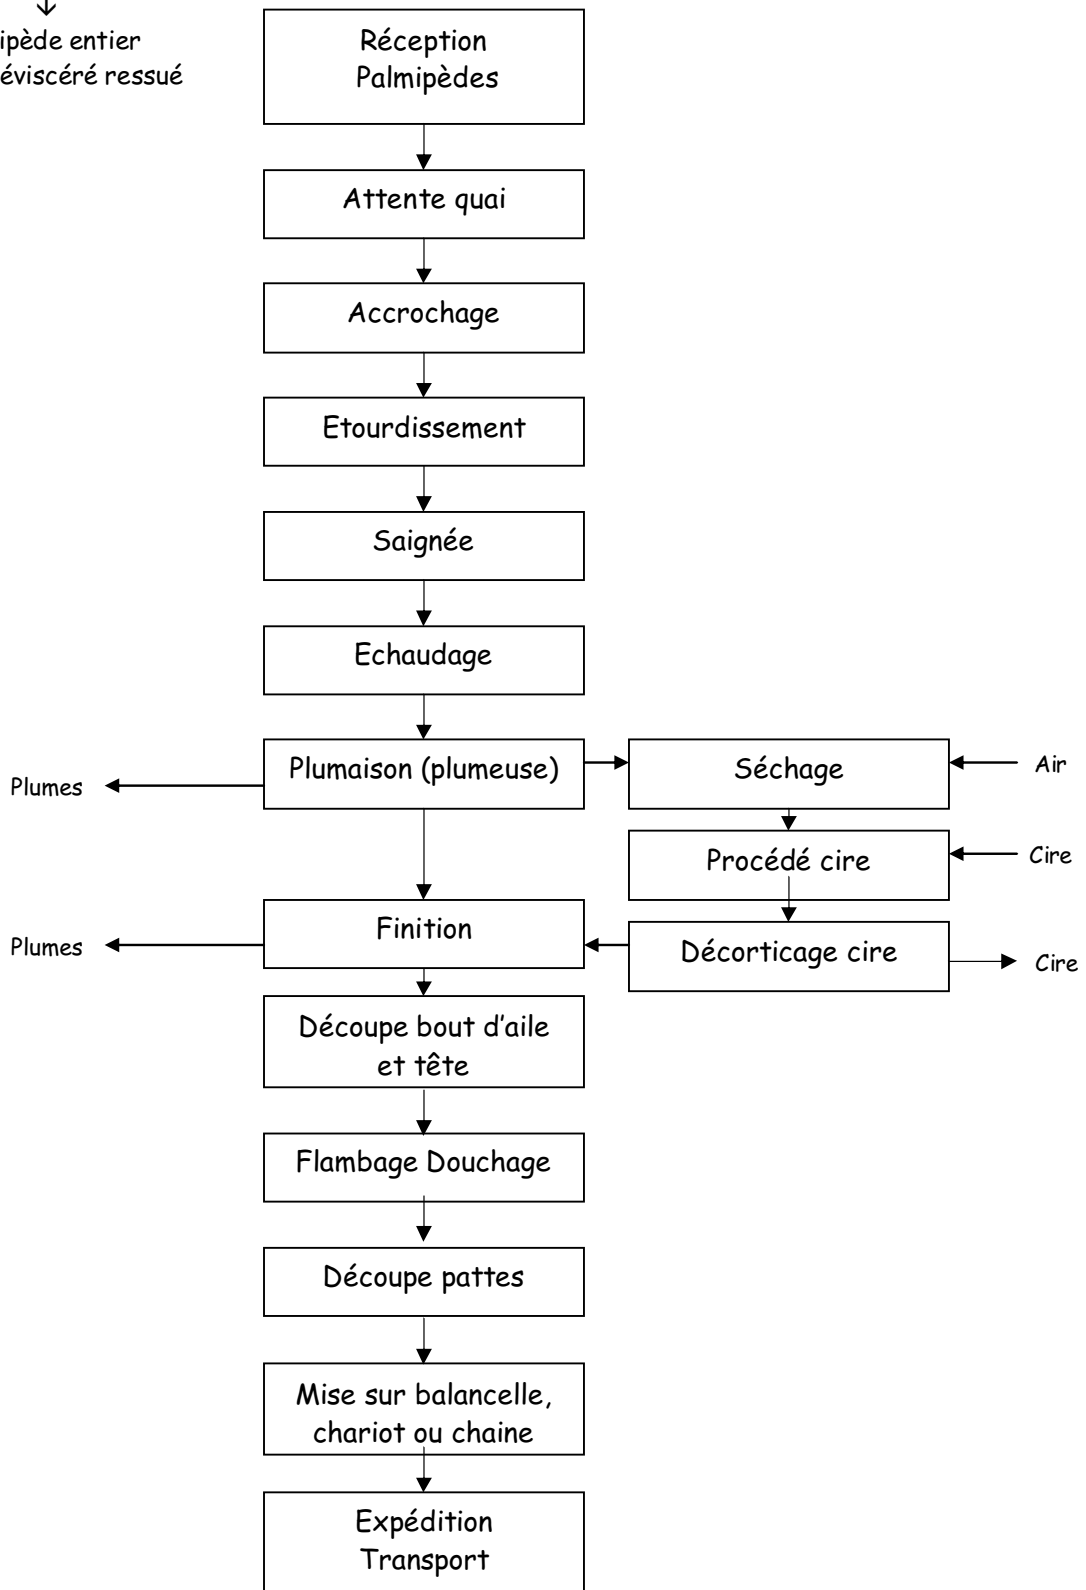 ipède entier
éviscéré ressué
Réception
Palmipèdes
Attente quai
Accrochage
Etourdissement
Saignée
Echaudage
Plumaison (plumeuse)
Séchage
Air
Plumes
Procédé cire
Cire
Finition
Plumes
Décorticage cire
Cire
Découpe bout d'aile
et tête
Flambage Douchage
Découpe pattes
Mise sur balancelle,
chariot ou chaine
Expédition
Transport